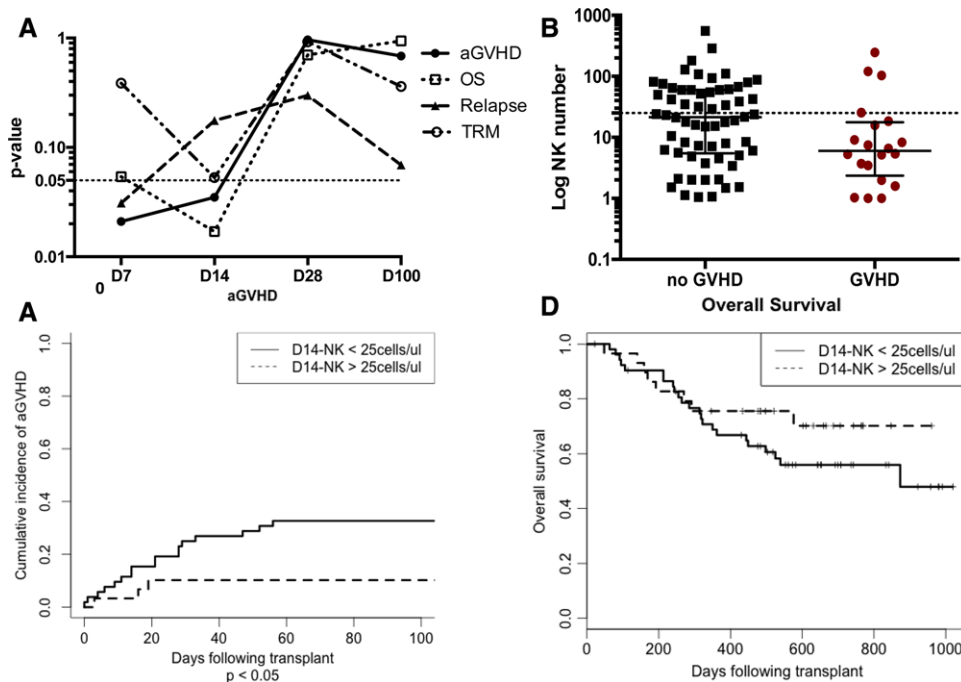 A
1
0.10
0.05
0.01
p-value
0
D7
D14
D28
D100
aGVHD
aGVHD
OS
Relapse
TRM
B
1000
100
10
1
0.1
Log NK number
no GVHD
GVHD
A
D14-NK < 25cells/ul
D14-NK > 25cells/ul
1.0
0.8
0.6
0.4
0.2
0.0
Cumulative incidence of aGVHD
0
20
40
60
80
100
Days following transplant
p < 0.05
Overall Survival
D
D14-NK < 25cells/ul
D14-NK > 25cells/ul
1.0
0.8
0.6
0.4
0.2
0.0
Overall survival
0
200
400
600
800
1000
Days following transplant